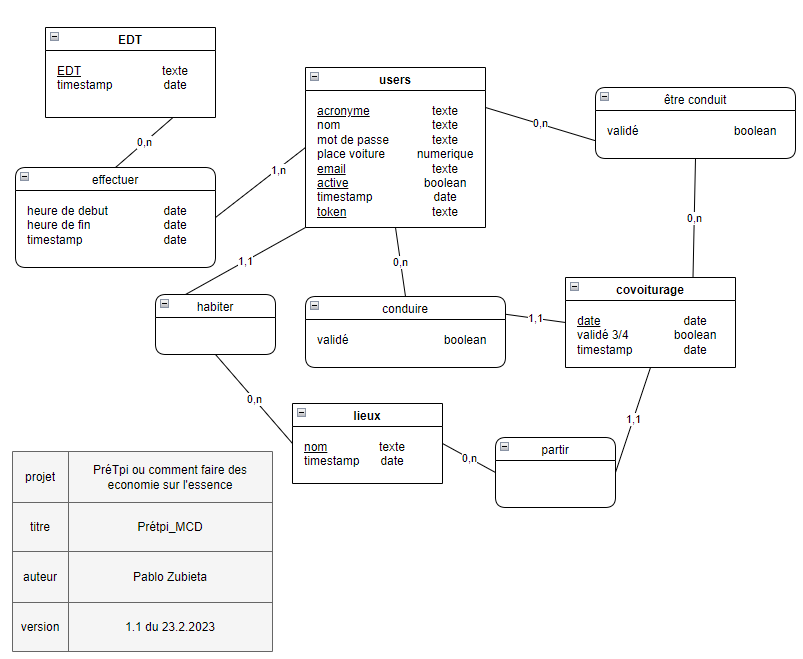 EDT
EDT texte
timestamp date
users
acronyme texte
nom texte
mot de passe texte
place voiture numerique
email texte
active boolean
timestamp date
token texte
être conduit
validé boolean
0,n
0,n
1,n
effectuer
heure de debut date
heure de fin date
timestamp date
0,n
1,1
0,n
habiter
conduire
validé boolean
1,1
covoiturage
date date
validé 3/4 boolean
timestamp date
0,n
1,1
lieux
nom texte
timestamp date
0,n
partir
projet PréTpi ou comment faire des
economie sur l'essence
titre Prétpi_MCD
auteur Pablo Zubieta
version 1.1 du 23.2.2023